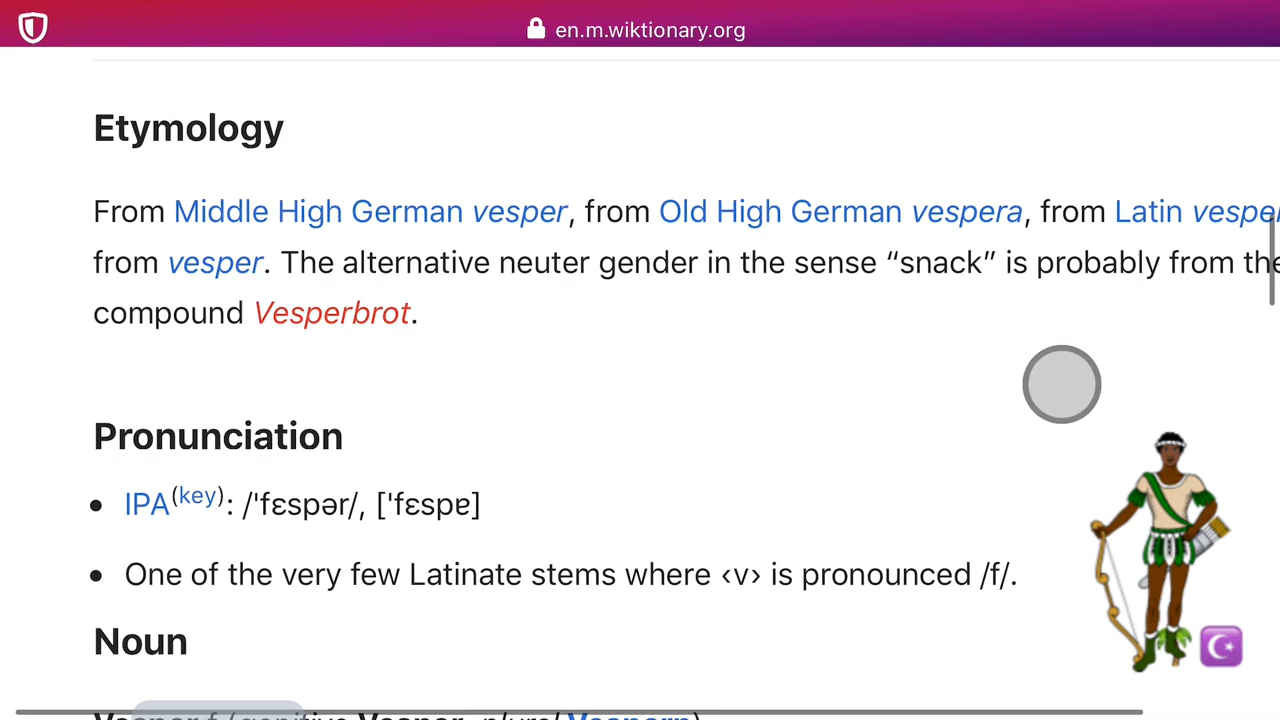 en.m.wiktionary.org
Etymology
From Middle High German vesper, from Old High German vespera, from Latin
from vesper. The alternative neuter gender in the sense “snack” is probably from the
compound Vesperbrot.
Pronunciation
• IPA(key): /ˈfɛspər/, [ˈfɛspɐ]
• One of the very few Latinate stems where ‹v› is pronounced /f/.
Noun